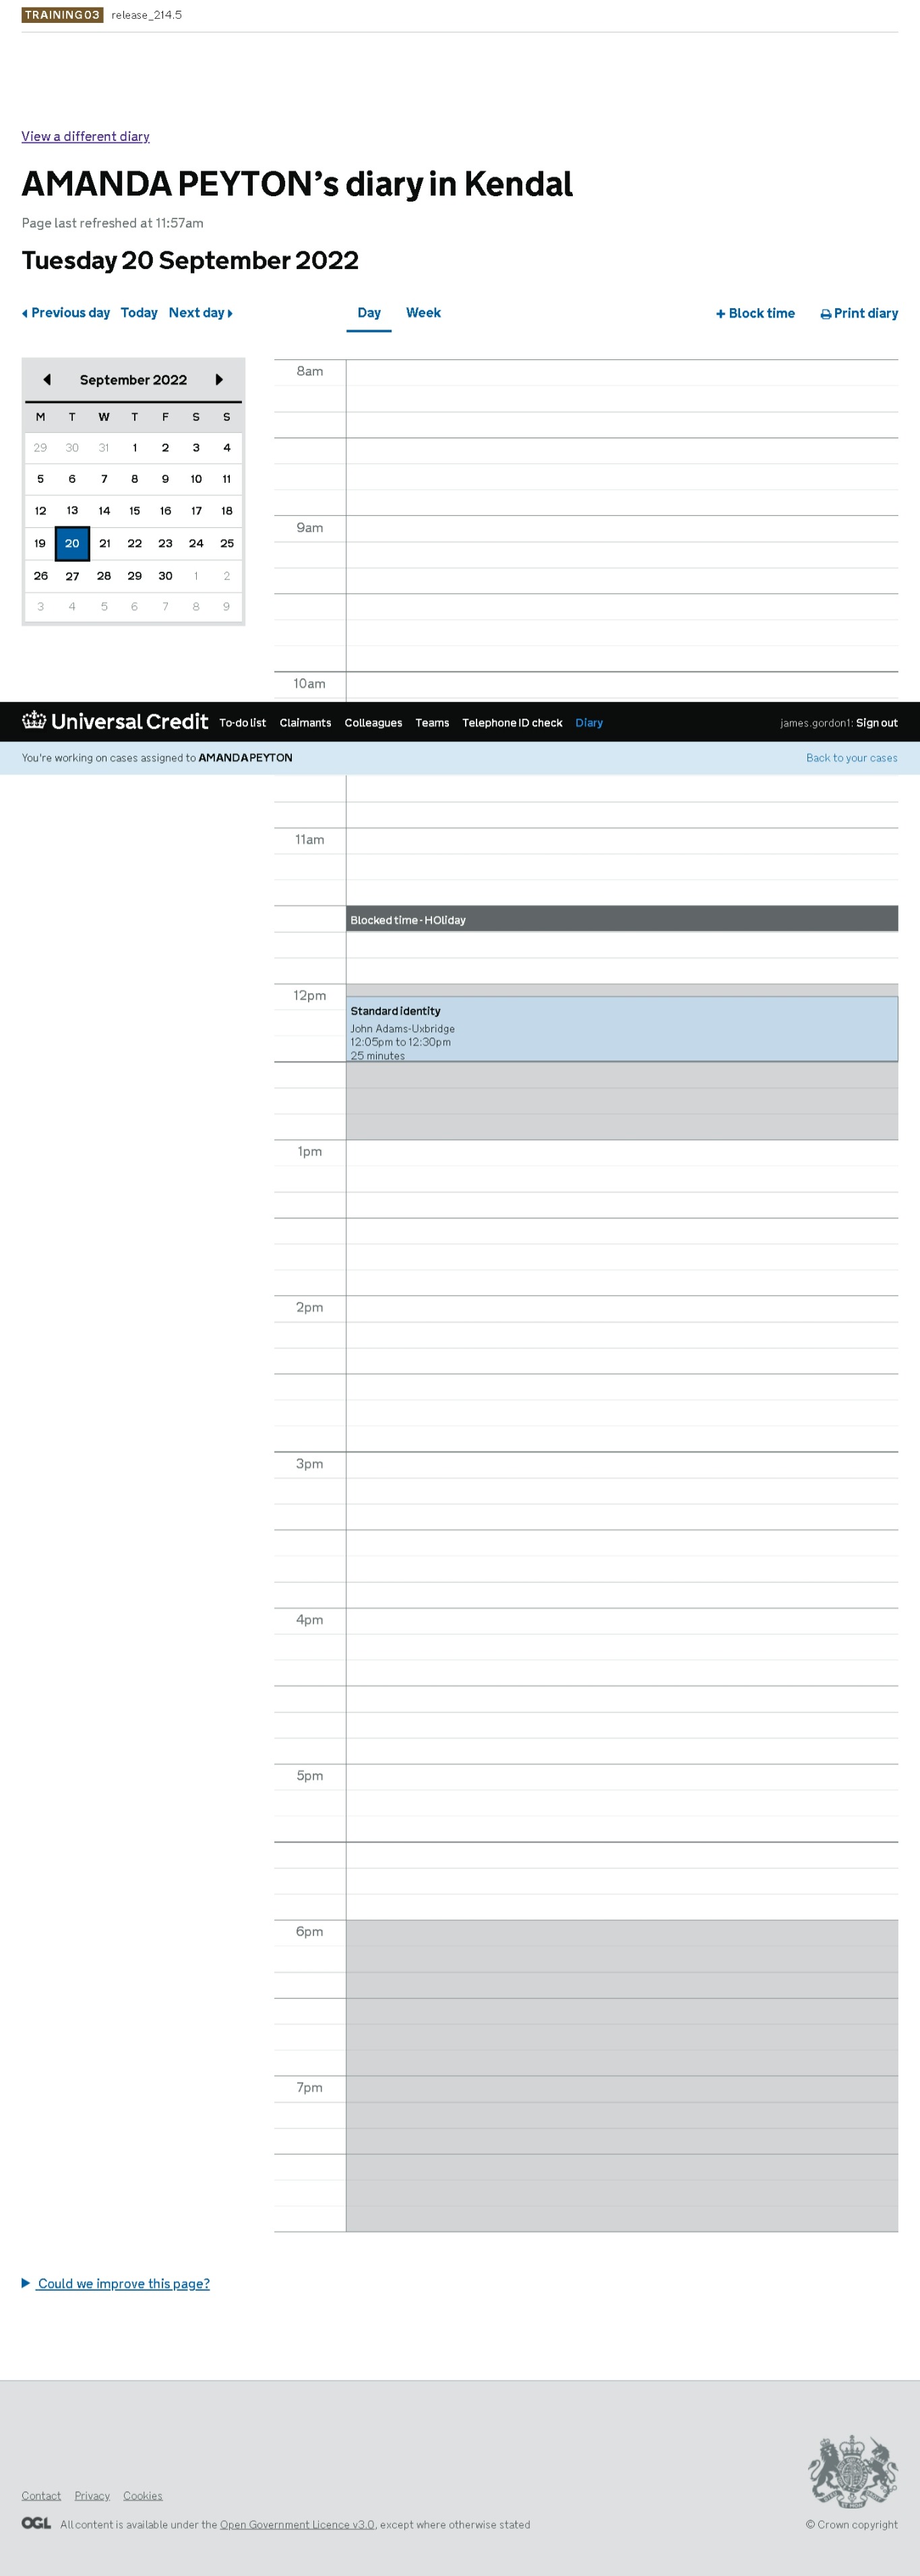 TRAINING03 release_214.5
View a different diary
AMANDA PEYTON’s diary in Kendal
Page last refreshed at 11:57am
Tuesday 20 September 2022
Previous day Today Next day Day Week Block time Print diary
September 2022
M T W T F S S
29 30 31 1 2 3 4
5 6 7 8 9 10 11
12 13 14 15 16 17 18
19 20 21 22 23 24 25
26 27 28 29 30 1 2
3 4 5 6 7 8 9
8am
9am
10am
Universal Credit To-do list Claimants Colleagues Teams Telephone ID check Diary james.gordon1: Sign out
You're working on cases assigned to AMANDA PEYTON Back to your cases
11am
Blocked time - HOliday
12pm
Standard identity
John Adams-Uxbridge
12:05pm to 12:30pm
25 minutes
1pm
2pm
3pm
4pm
5pm
6pm
7pm
Could we improve this page?
Contact Privacy Cookies
OGL All content is available under the Open Government Licence v3.0, except where otherwise stated © Crown copyright